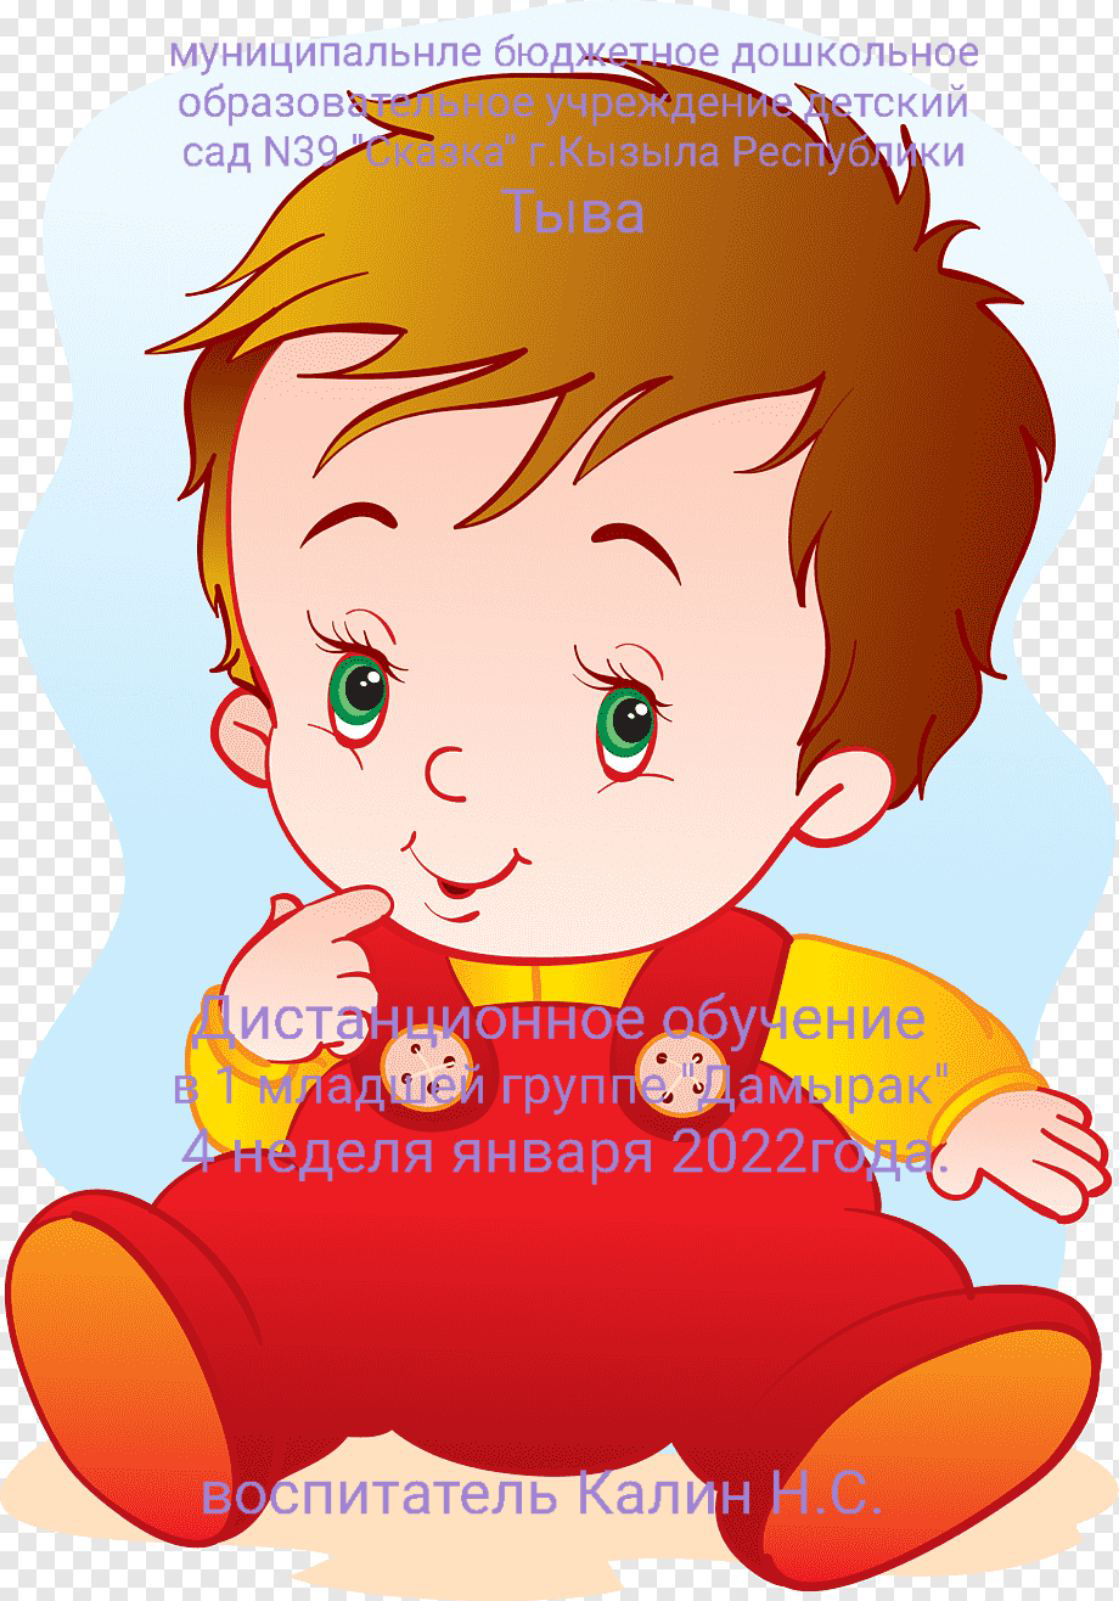 муниципальнле бюджетное дошкольное
образовательное учреждение детский
сад N39 "Сказка" г.Кызыла Республики
Тыва
Дистанционное обучение
в 1 младшей группе "Дамырак"
4 неделя января 2022года.
воспитатель Калин Н.С.